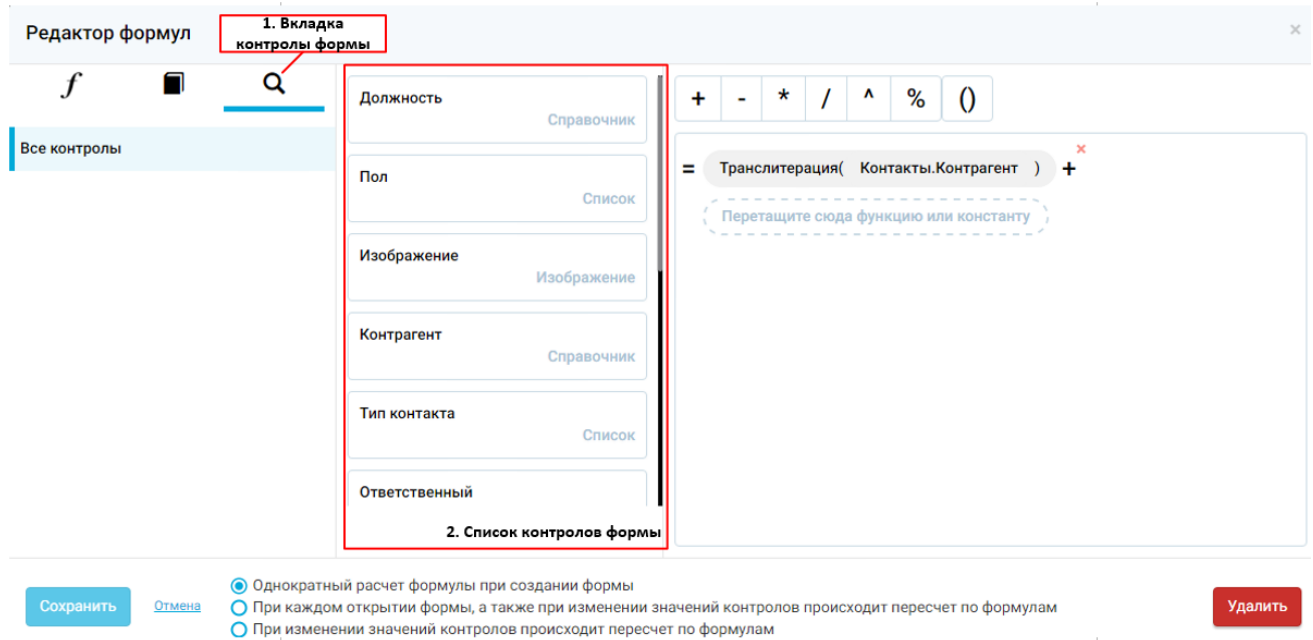 Редактор формул
1. Вкладка
контролы формы
×
f
Все контролы
Должность
Справочник
Пол
Список
Изображение
Изображение
Контрагент
Справочник
Тип контакта
Список
Ответственный
2. Список контролов формы
+ - * / ^ % ()
= Транслитерация( Контакты.Контрагент ) + ×
Перетащите сюда функцию или константу
Сохранить
Отмена
Однократный расчет формулы при создании формы
При каждом открытии формы, а также при изменении значений контролов происходит пересчет по формулам
При изменении значений контролов происходит пересчет по формулам
Удалить